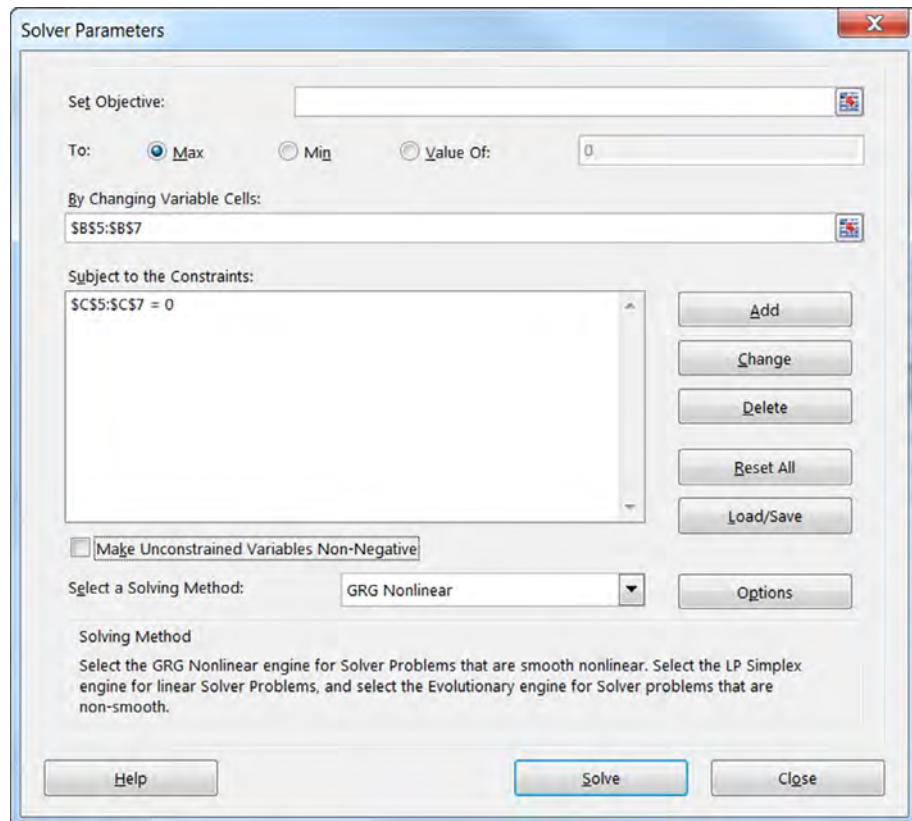 Solver Parameters
X
Set Objective:
To: Max Min Value Of: 0
By Changing Variable Cells:
$B$5:$B$7
Subject to the Constraints:
$C$5:$C$7 = 0
Add
Change
Delete
Reset All
Load/Save
Make Unconstrained Variables Non-Negative
Select a Solving Method: GRG Nonlinear Options
Solving Method
Select the GRG Nonlinear engine for Solver Problems that are smooth nonlinear. Select the LP Simplex
engine for linear Solver Problems, and select the Evolutionary engine for Solver problems that are
non-smooth.
Help Solve Close